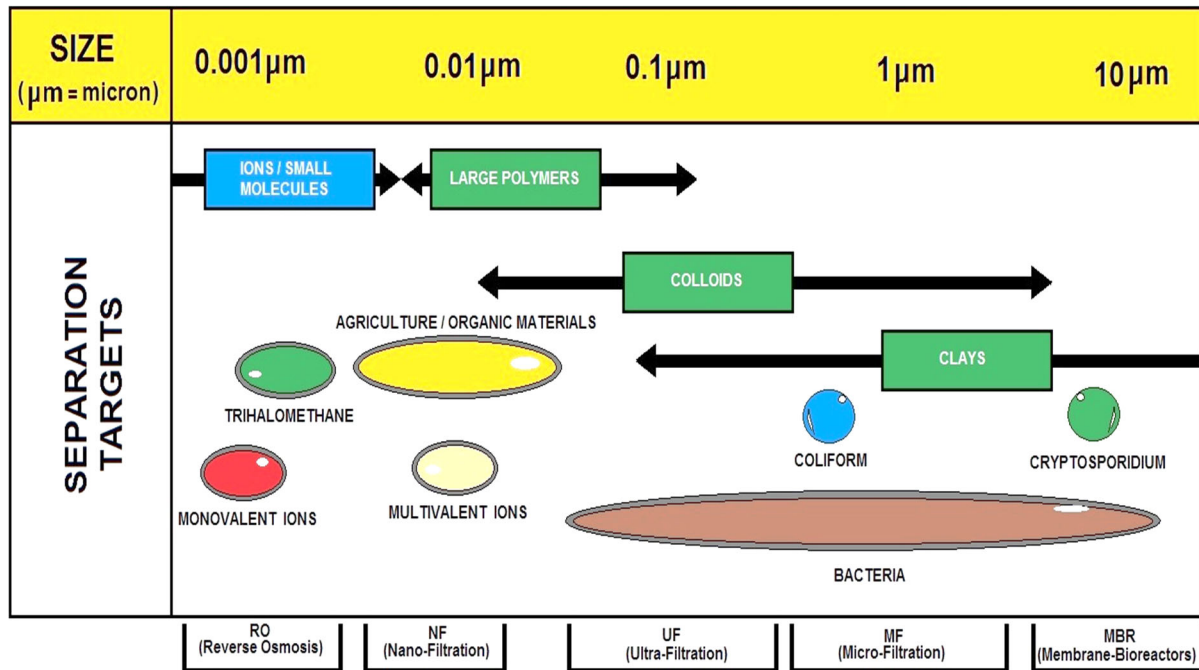 SIZE
(µm = micron)
0.001µm
0.01µm
0.1µm
1µm
10µm
SEPARATION
TARGETS
IONS / SMALL
MOLECULES
LARGE POLYMERS
COLLOIDS
AGRICULTURE / ORGANIC MATERIALS
CLAYS
TRIHALOMETHANE
COLIFORM
CRYPTOSPORIDIUM
MONOVALENT IONS
MULTIVALENT IONS
BACTERIA
RO
(Reverse Osmosis)
NF
(Nano-Filtration)
UF
(Ultra-Filtration)
MF
(Micro-Filtration)
MBR
(Membrane-Bioreactors)